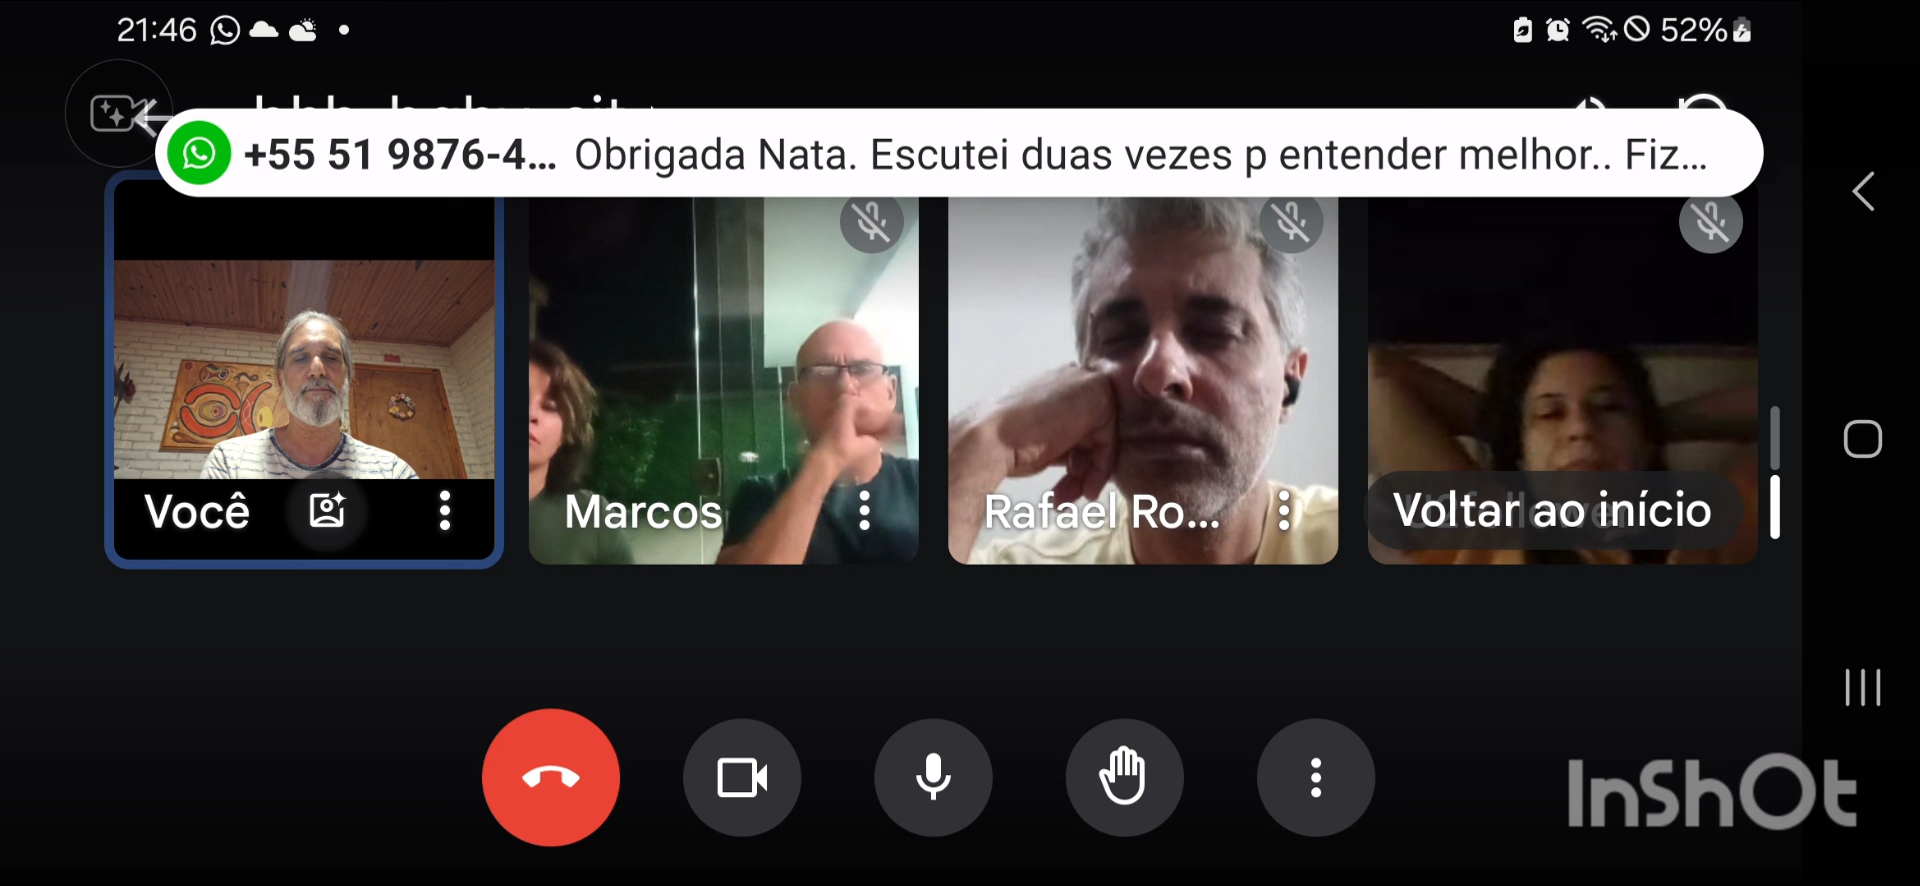 21:46
52%
+55 51 9876-4... Obrigada Nata. Escutei duas vezes p entender melhor.. Fiz...
Você
Marcos
Rafael Ro...
Voltar ao início
InShOt